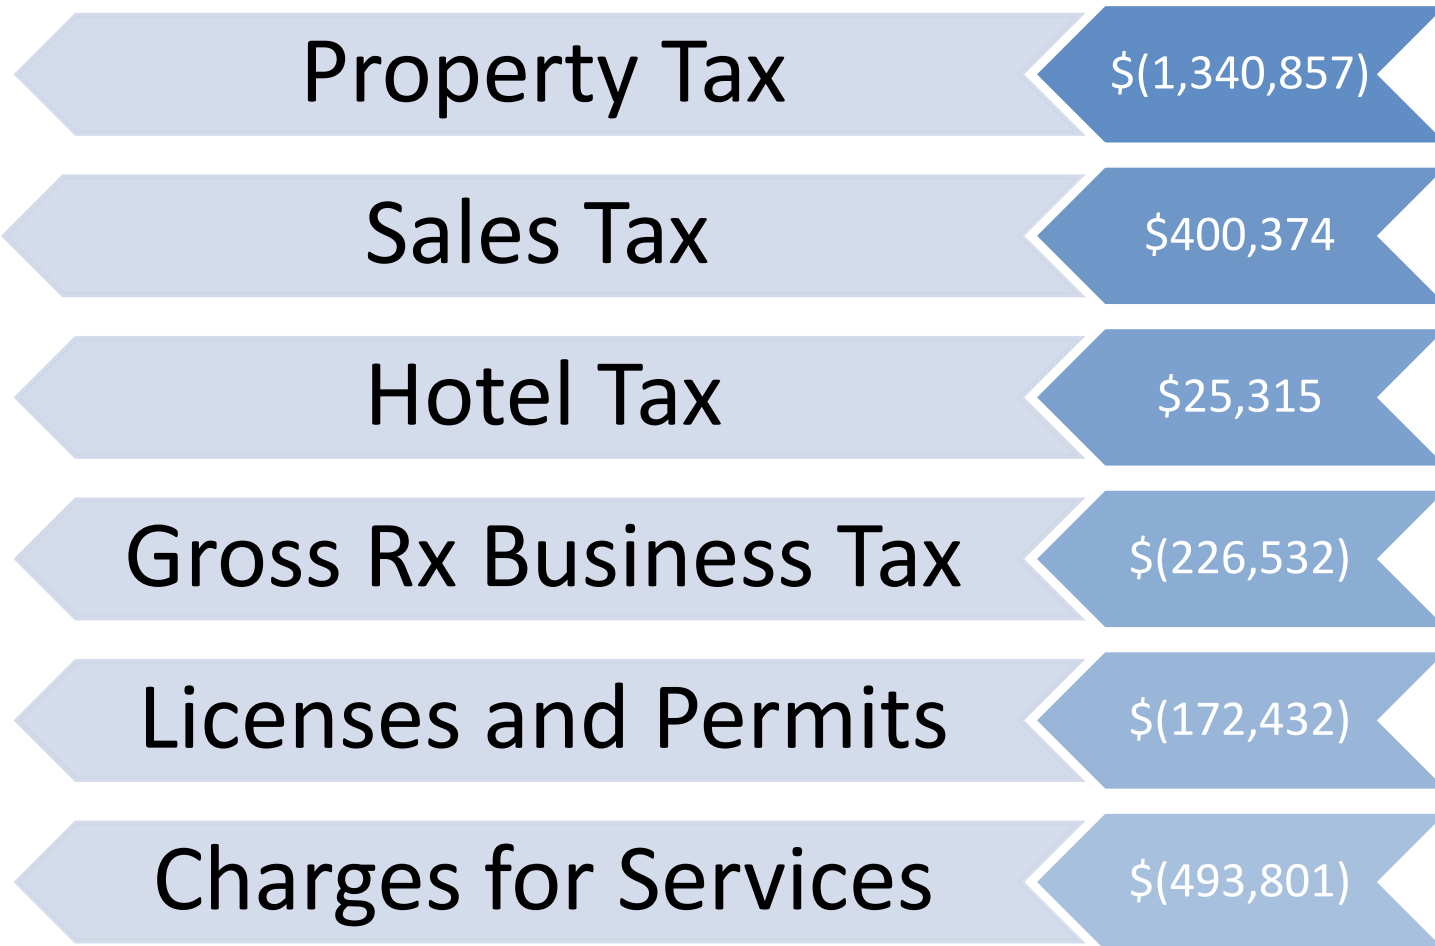 Property Tax $(1,340,857)
Sales Tax $400,374
Hotel Tax $25,315
Gross Rx Business Tax $(226,532)
Licenses and Permits $(172,432)
Charges for Services $(493,801)